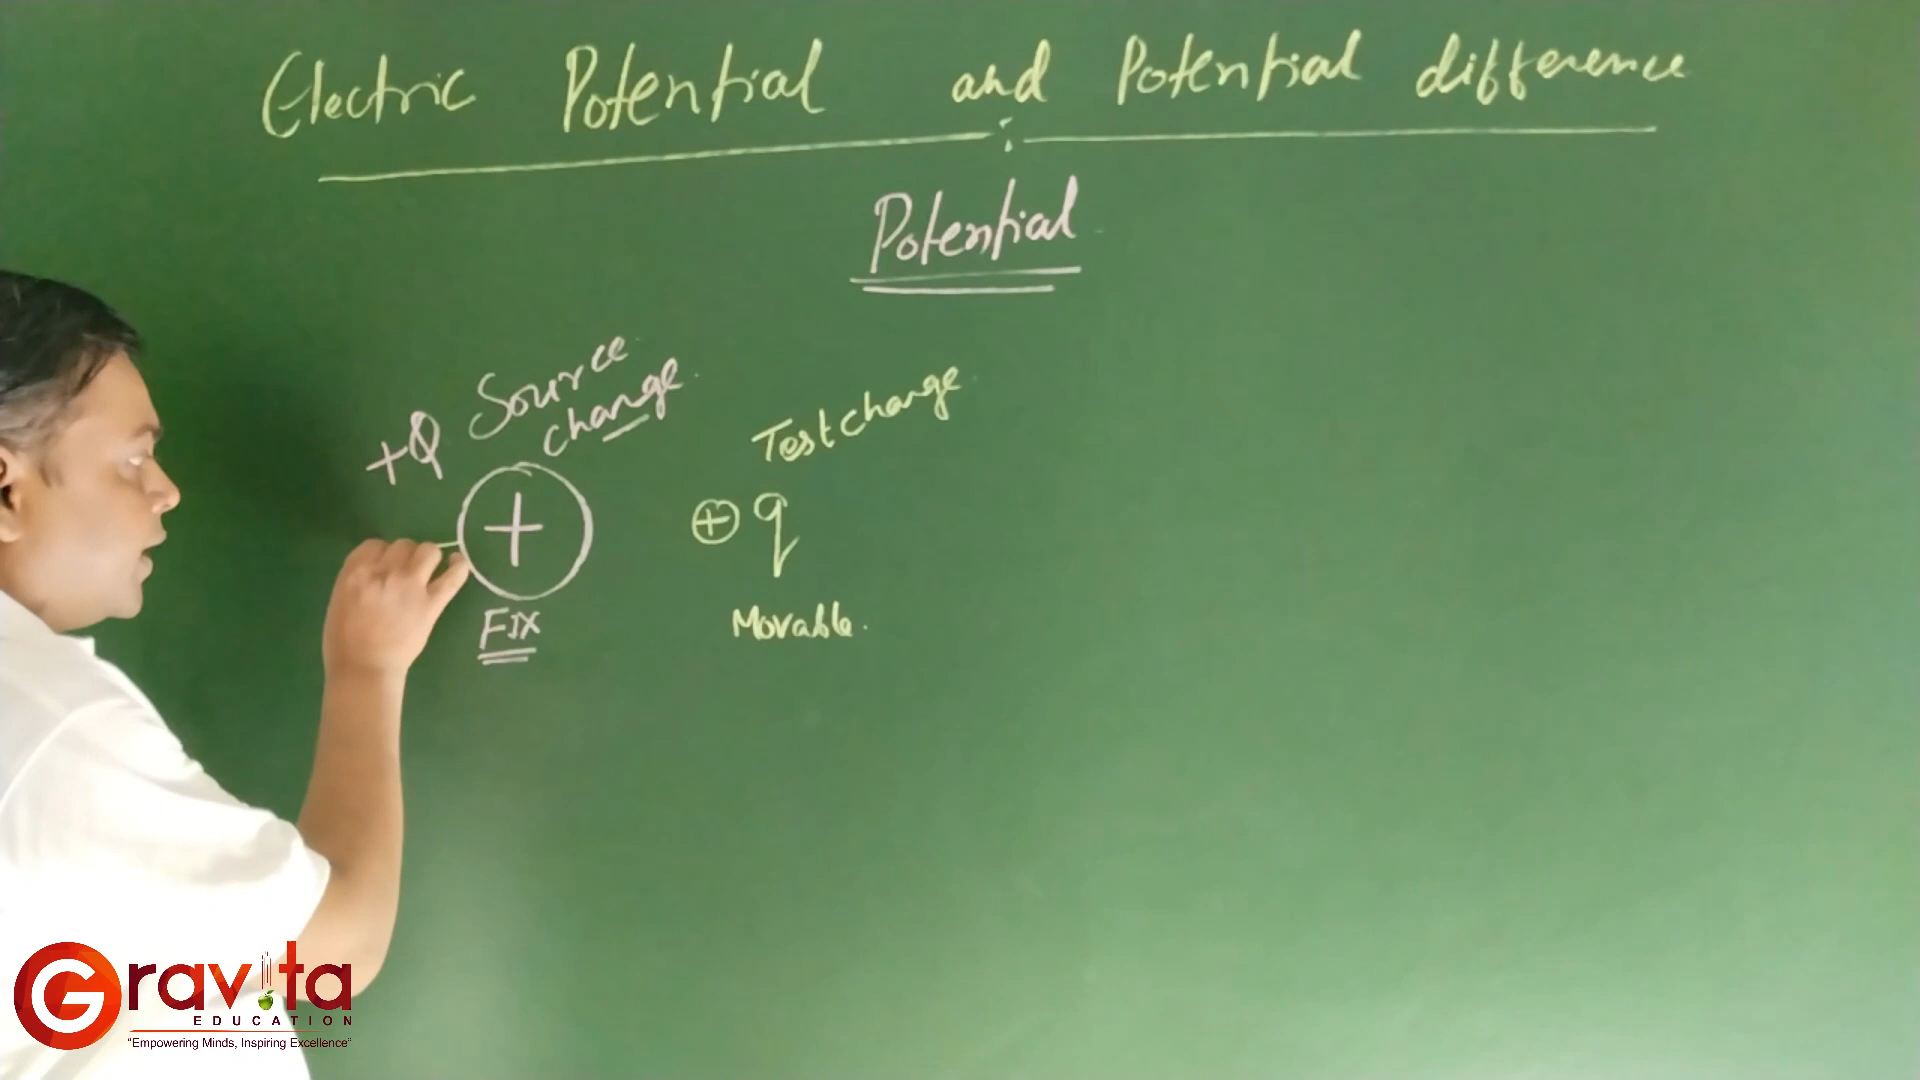 Electric Potential and Potential difference
Potential
+Q Source
change
Test change
+
+ q
FIX
Movable.
Gravita
EDUCATION
"Empowering Minds, Inspiring Excellence"